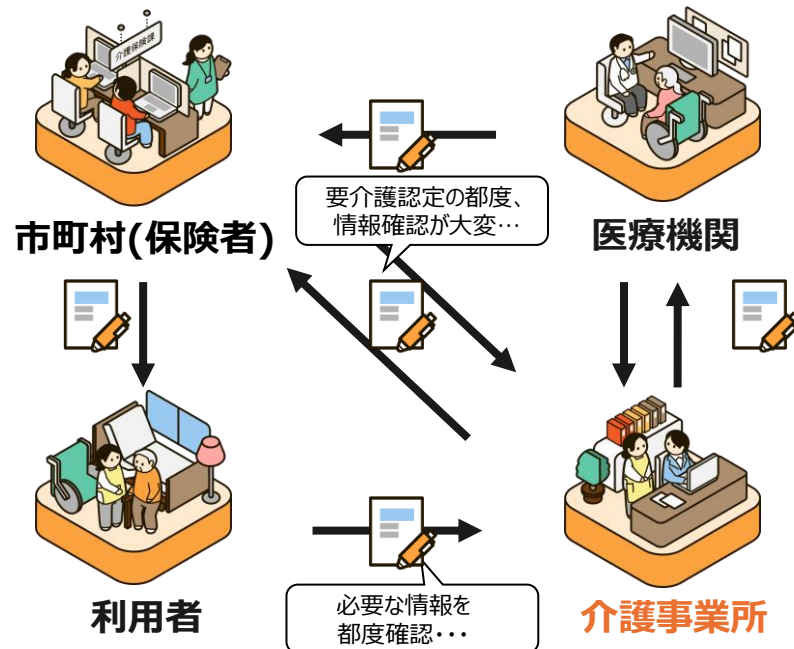 介護保険課
要介護認定の都度、
情報確認が大変…
市町村(保険者)
医療機関
利用者
介護事業所
必要な情報を
都度確認・・・